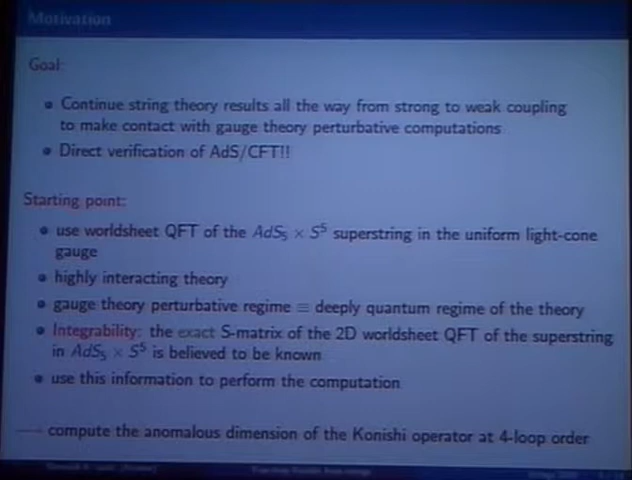 Motivation
Goal:
Continue string theory results all the way from strong to weak coupling
to make contact with gauge theory perturbative computations
Direct verification of AdS/CFT!!
Starting point:
use worldsheet QFT of the AdS₅ × S⁵ superstring in the uniform light-cone
gauge
highly interacting theory
gauge theory perturbative regime ≡ deeply quantum regime of the theory
Integrability: the exact S-matrix of the 2D worldsheet QFT of the superstring
in AdS₅ × S⁵ is believed to be known
use this information to perform the computation
compute the anomalous dimension of the Konishi operator at 4-loop order